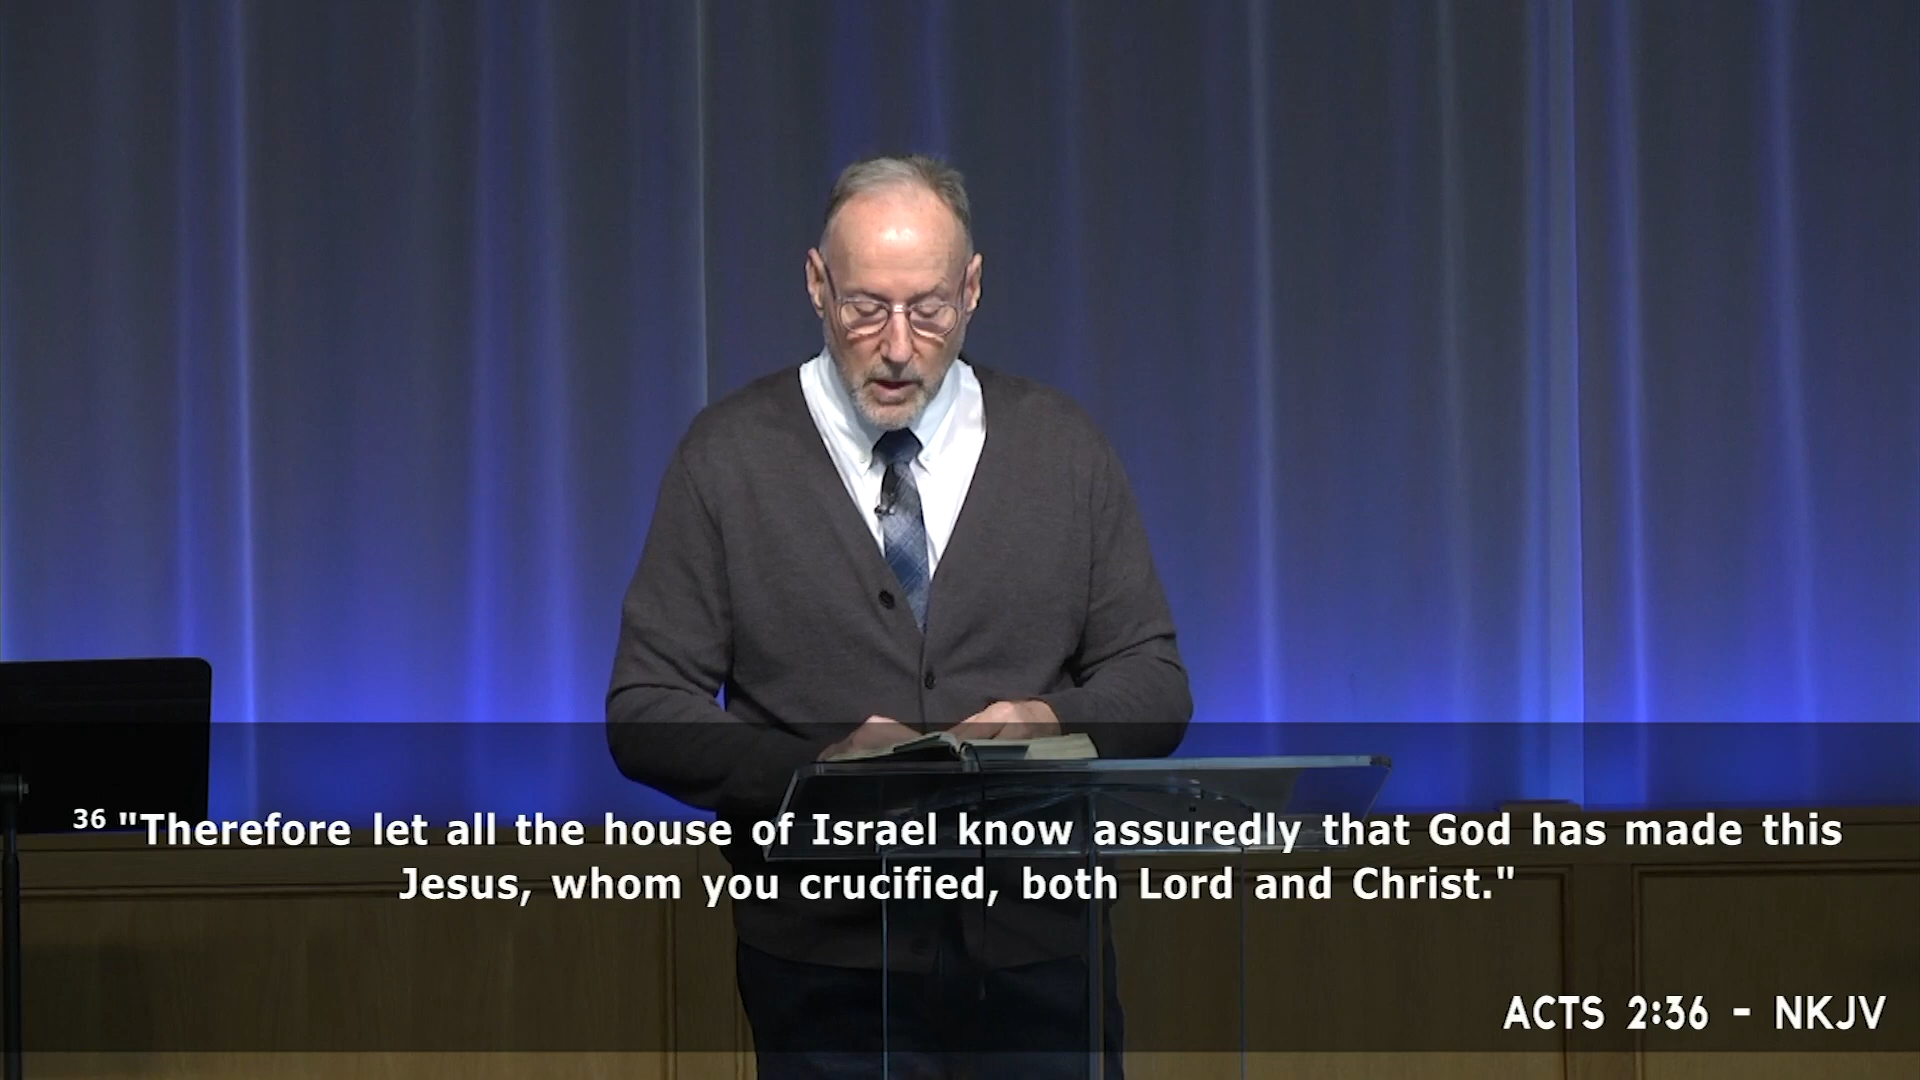 36 "Therefore let all the house of Israel know assuredly that God has made this
Jesus, whom you crucified, both Lord and Christ."
ACTS 2:36 - NKJV